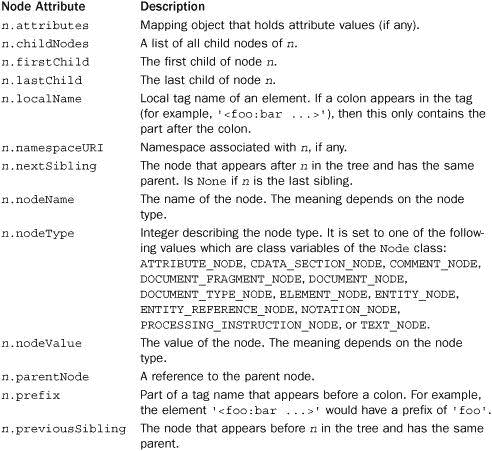 Node Attribute Description
n.attributes Mapping object that holds Attribute values (if any).
n.childNodes A list of all child nodes of n.
n.firstChild The first child of node n.
n.lastChild The last child of node n.
n.localName Local tag name of an element. If a colon appears in the tag
(for example, '<foo:bar ...>'), then this only contains the
part after the colon.
n.namespaceURI Namespace associated with n, if any.
n.nextSibling The node that appears after n in the tree and has the same
parent. Is None if n is the last sibling.
n.nodeName The name of the node. The meaning depends on the node
type.
n.nodeType Integer describing the node type. It is set to one of the follow-
ing values which are class variables of the Node class:
ATTRIBUTE_NODE, CDATA_SECTION_NODE, COMMENT_NODE,
DOCUMENT_FRAGMENT_NODE, DOCUMENT_NODE,
DOCUMENT_TYPE_NODE, ELEMENT_NODE, ENTITY_NODE,
ENTITY_REFERENCE_NODE, NOTATION_NODE,
PROCESSING_INSTRUCTION_NODE, or TEXT_NODE.
n.nodeValue The value of the node. The meaning depends on the node
type.
n.parentNode A reference to the parent node.
n.prefix Part of a tag name that appears before a colon. For example,
the element '<foo:bar ...>' would have a prefix of 'foo'.
n.previousSibling The node that appears before n in the tree and has the same
parent.